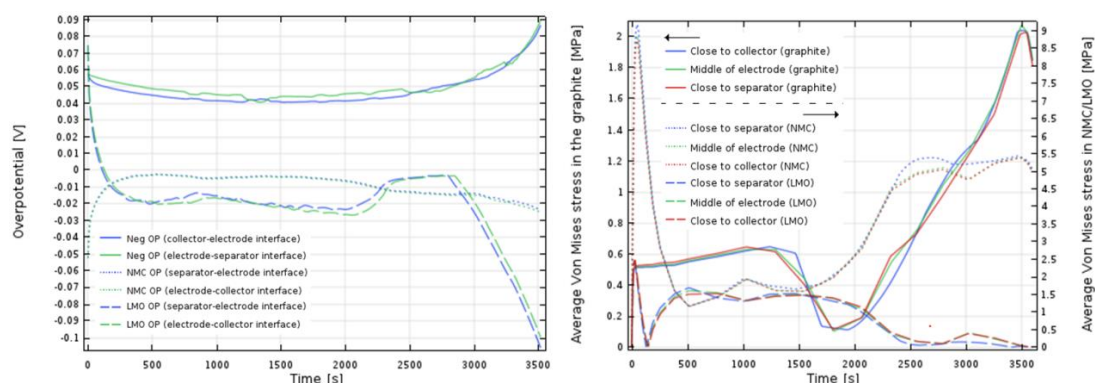 0.09
0.08
0.07
0.06
0.05
0.04
0.03
0.02
0.01
0
-0.01
-0.02
-0.03
-0.04
-0.05
-0.06
-0.07
-0.08
-0.09
-0.1
Overpotential [V]
Neg OP (collector-electrode interface)
Neg OP (electrode-separator interface)
NMC OP (separator-electrode interface)
NMC OP (electrode-collector interface)
LMO OP (separator-electrode interface)
LMO OP (electrode-collector interface)
0 500 1000 1500 2000 2500 3000 3500
Time [s]
Average Von Mises stress in the graphite [MPa]
2
1.8
1.6
1.4
1.2
1
0.8
0.6
0.4
0.2
0
Close to collector (graphite)
Middle of electrode (graphite)
Close to separator (graphite)
Close to separator (NMC)
Middle of electrode (NMC)
Close to collector (NMC)
Close to separator (LMO)
Middle of electrode (LMO)
Close to collector (LMO)
9
8.5
8
7.5
7
6.5
6
5.5
5
4.5
4
3.5
3
2.5
2
1.5
1
0.5
0
Average Von Mises stress in NMC/LMO [MPa]
0 500 1000 1500 2000 2500 3000 3500
Time [s]